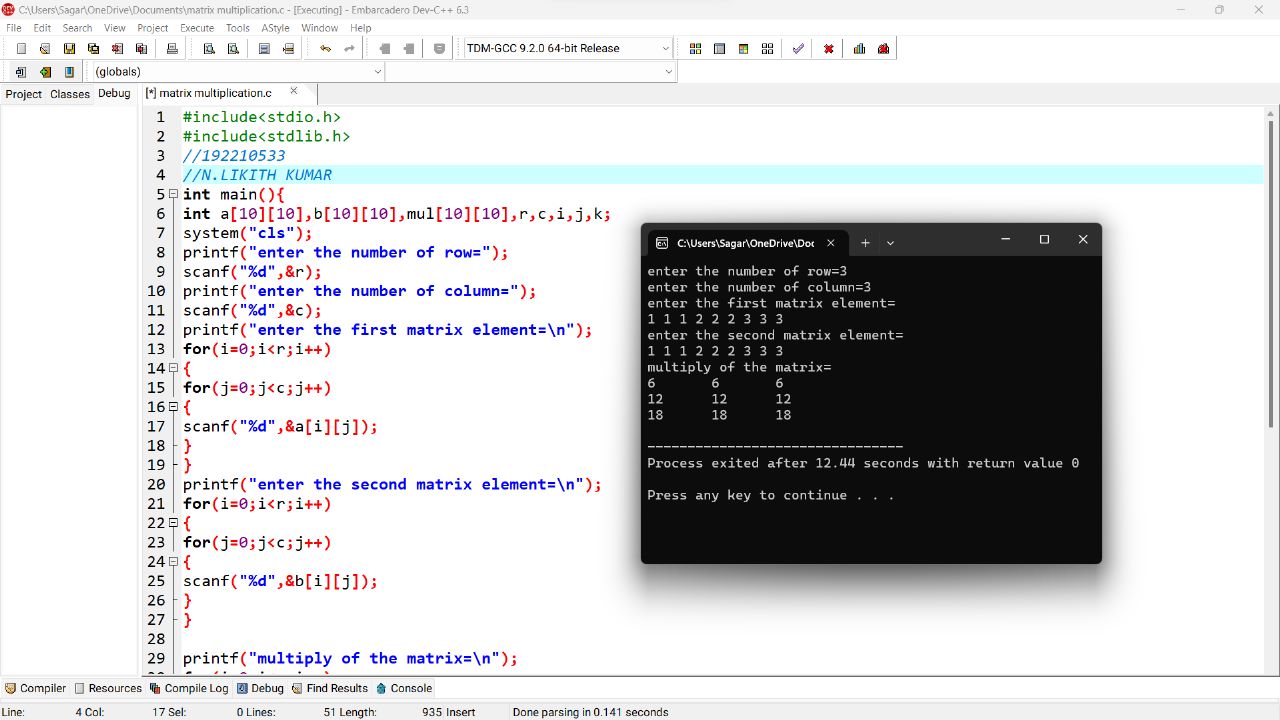 C:\Users\Sagar\OneDrive\Documents\matrix multiplication.c - [Executing] - Embarcadero Dev-C++ 6.3
File Edit Search View Project Execute Tools AStyle Window Help
TDM-GCC 9.2.0 64-bit Release
(globals)
Project Classes Debug
[*] matrix multiplication.c
1 #include<stdio.h>
2 #include<stdlib.h>
3 //192210533
4 //N.LIKITH KUMAR
5 int main(){
6 int a[10][10],b[10][10],mul[10][10],r,c,i,j,k;
7 system("cls");
8 printf("enter the number of row=");
9 scanf("%d",&r);
10 printf("enter the number of column=");
11 scanf("%d",&c);
12 printf("enter the first matrix element=\n");
13 for(i=0;i<r;i++)
14 {
15 for(j=0;j<c;j++)
16 {
17 scanf("%d",&a[i][j]);
18 }
19 }
20 printf("enter the second matrix element=\n");
21 for(i=0;i<r;i++)
22 {
23 for(j=0;j<c;j++)
24 {
25 scanf("%d",&b[i][j]);
26 }
27 }
28
29 printf("multiply of the matrix=\n");
C:\Users\Sagar\OneDrive\Doc
enter the number of row=3
enter the number of column=3
enter the first matrix element=
1 1 1 2 2 2 3 3 3
enter the second matrix element=
1 1 1 2 2 2 3 3 3
multiply of the matrix=
6 6 6
12 12 12
18 18 18
--------------------------------
Process exited after 12.44 seconds with return value 0
Press any key to continue . . .
Compiler Resources Compile Log Debug Find Results Console
Line: 4 Col: 17 Sel: 0 Lines: 51 Length: 935 Insert Done parsing in 0.141 seconds